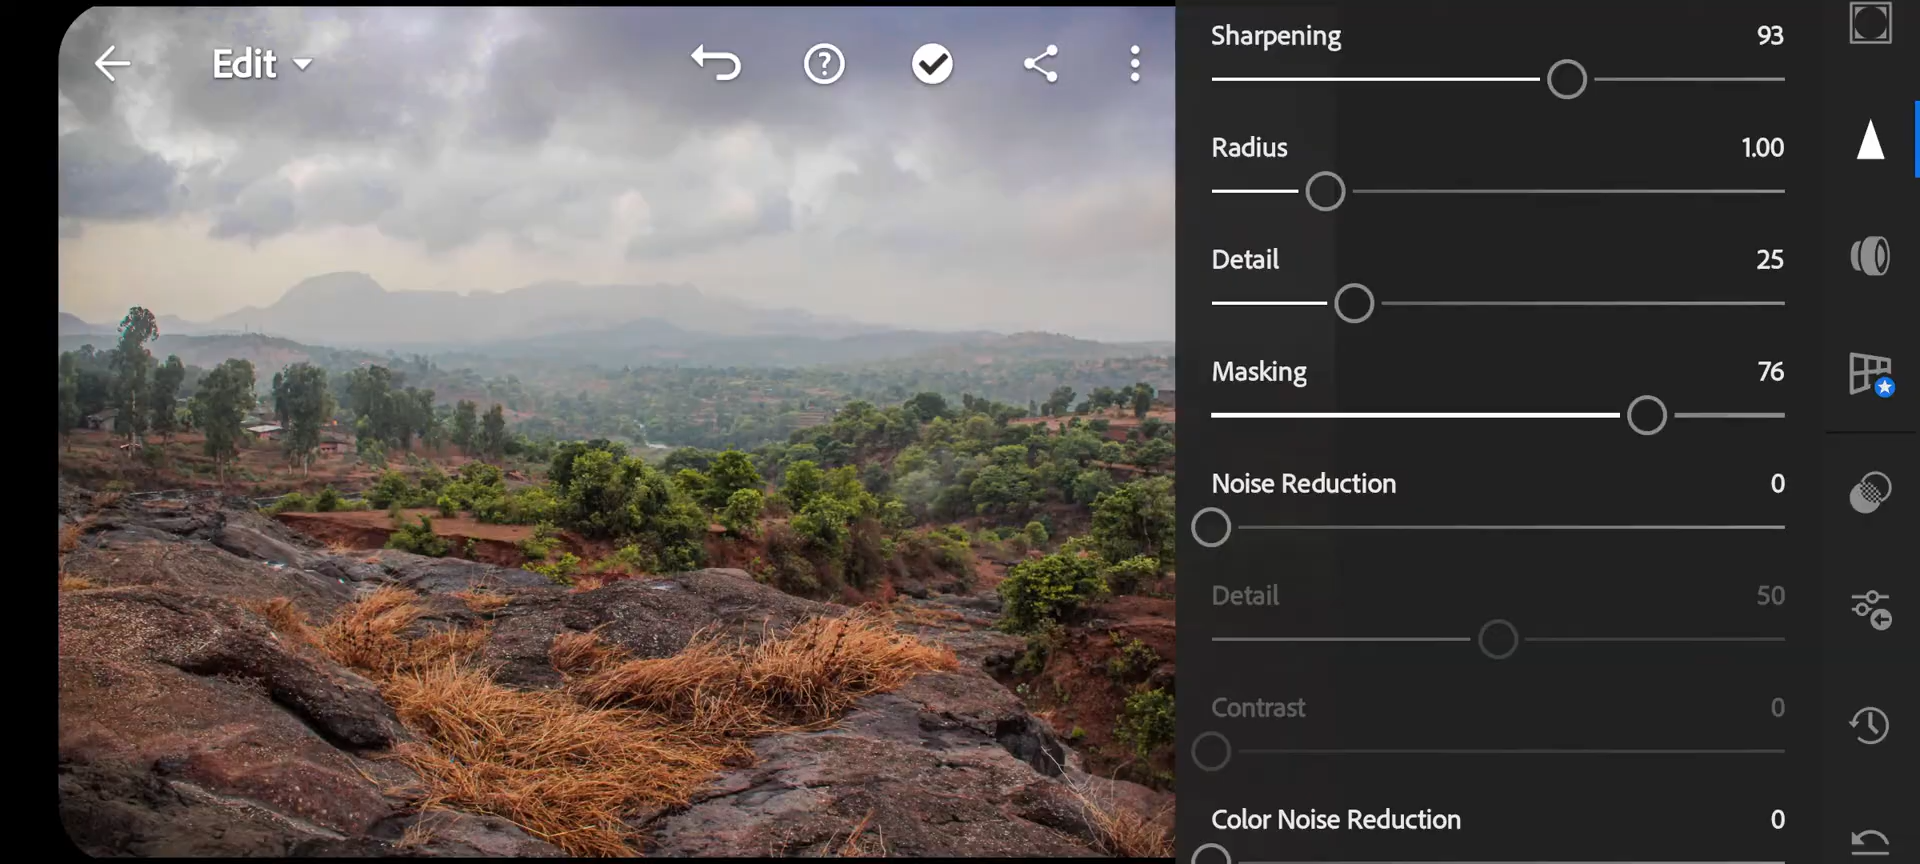 Edit
Sharpening 93
Radius 1.00
Detail 25
Masking 76
Noise Reduction 0
Detail 50
Contrast 0
Color Noise Reduction 0